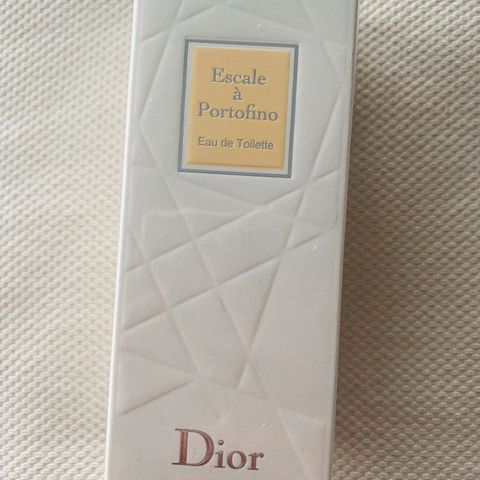 Escale
à
Portofino
Eau de Toilette
Dior